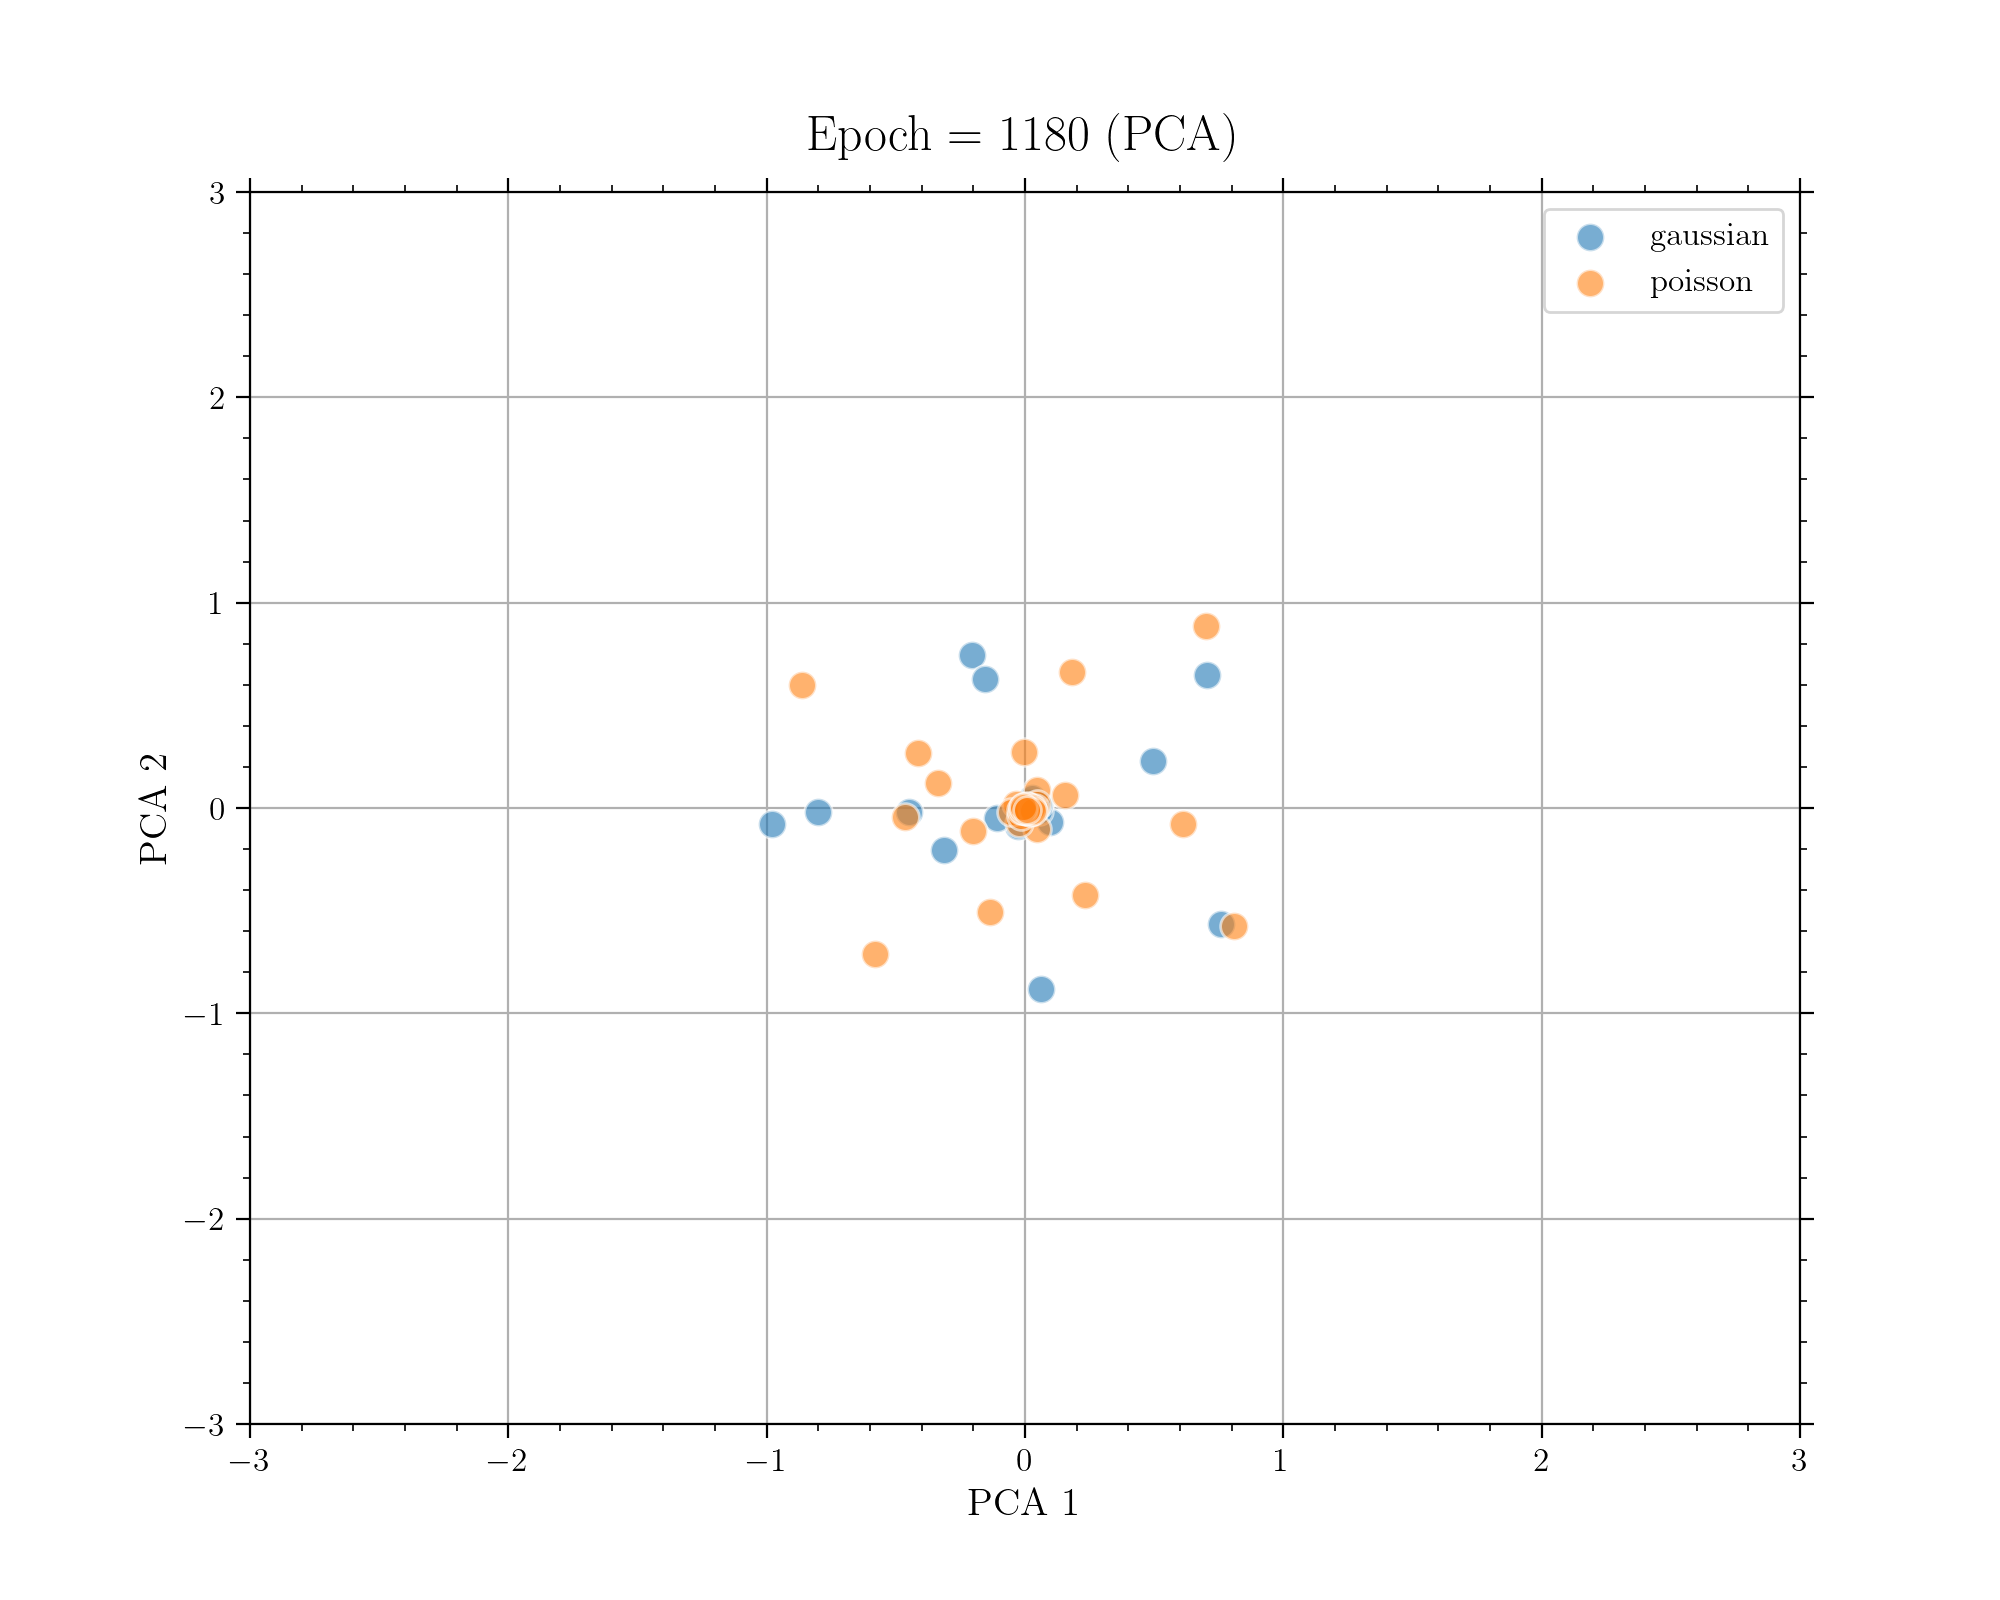 Epoch = 1180 (PCA)
gaussian
poisson
PCA 2
3
2
1
0
−1
−2
−3
−3 −2 −1 0 1 2 3
PCA 1